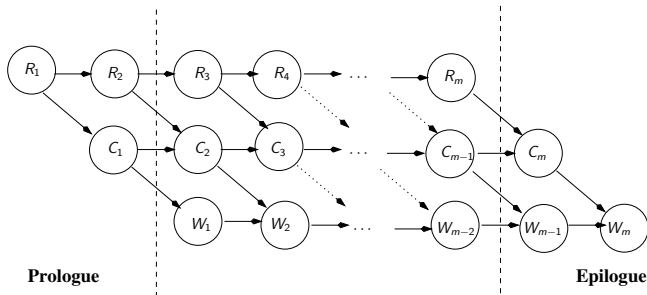 R1 R2 R3 R4 ... Rm
C1 C2 C3 ... Cm−1 Cm
W1 W2 ... Wm−2 Wm−1 Wm
Prologue Epilogue